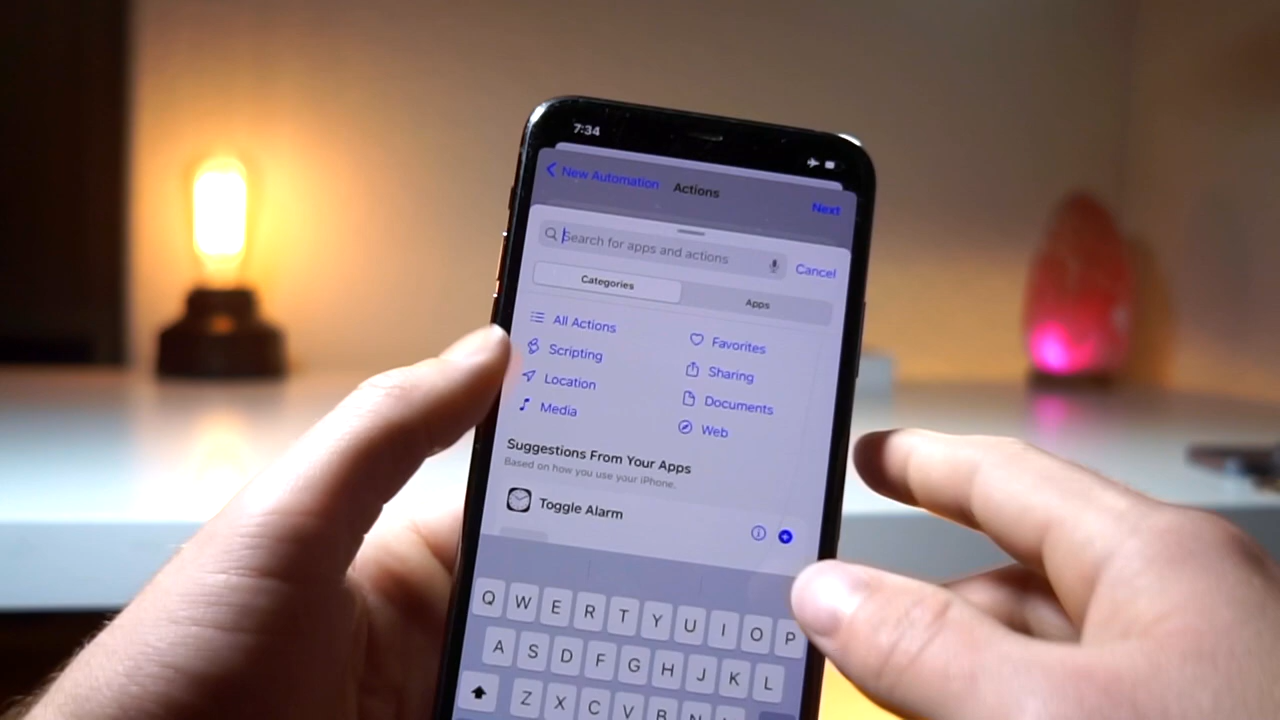 7:34
New Automation Actions Next
Search for apps and actions Cancel
Categories Apps
All Actions Favorites
Scripting Sharing
Location Documents
Media Web
Suggestions From Your Apps
Based on how you use your iPhone.
Toggle Alarm
Q W E R T Y U I O P
A S D F G H J K L
Z X C V B N